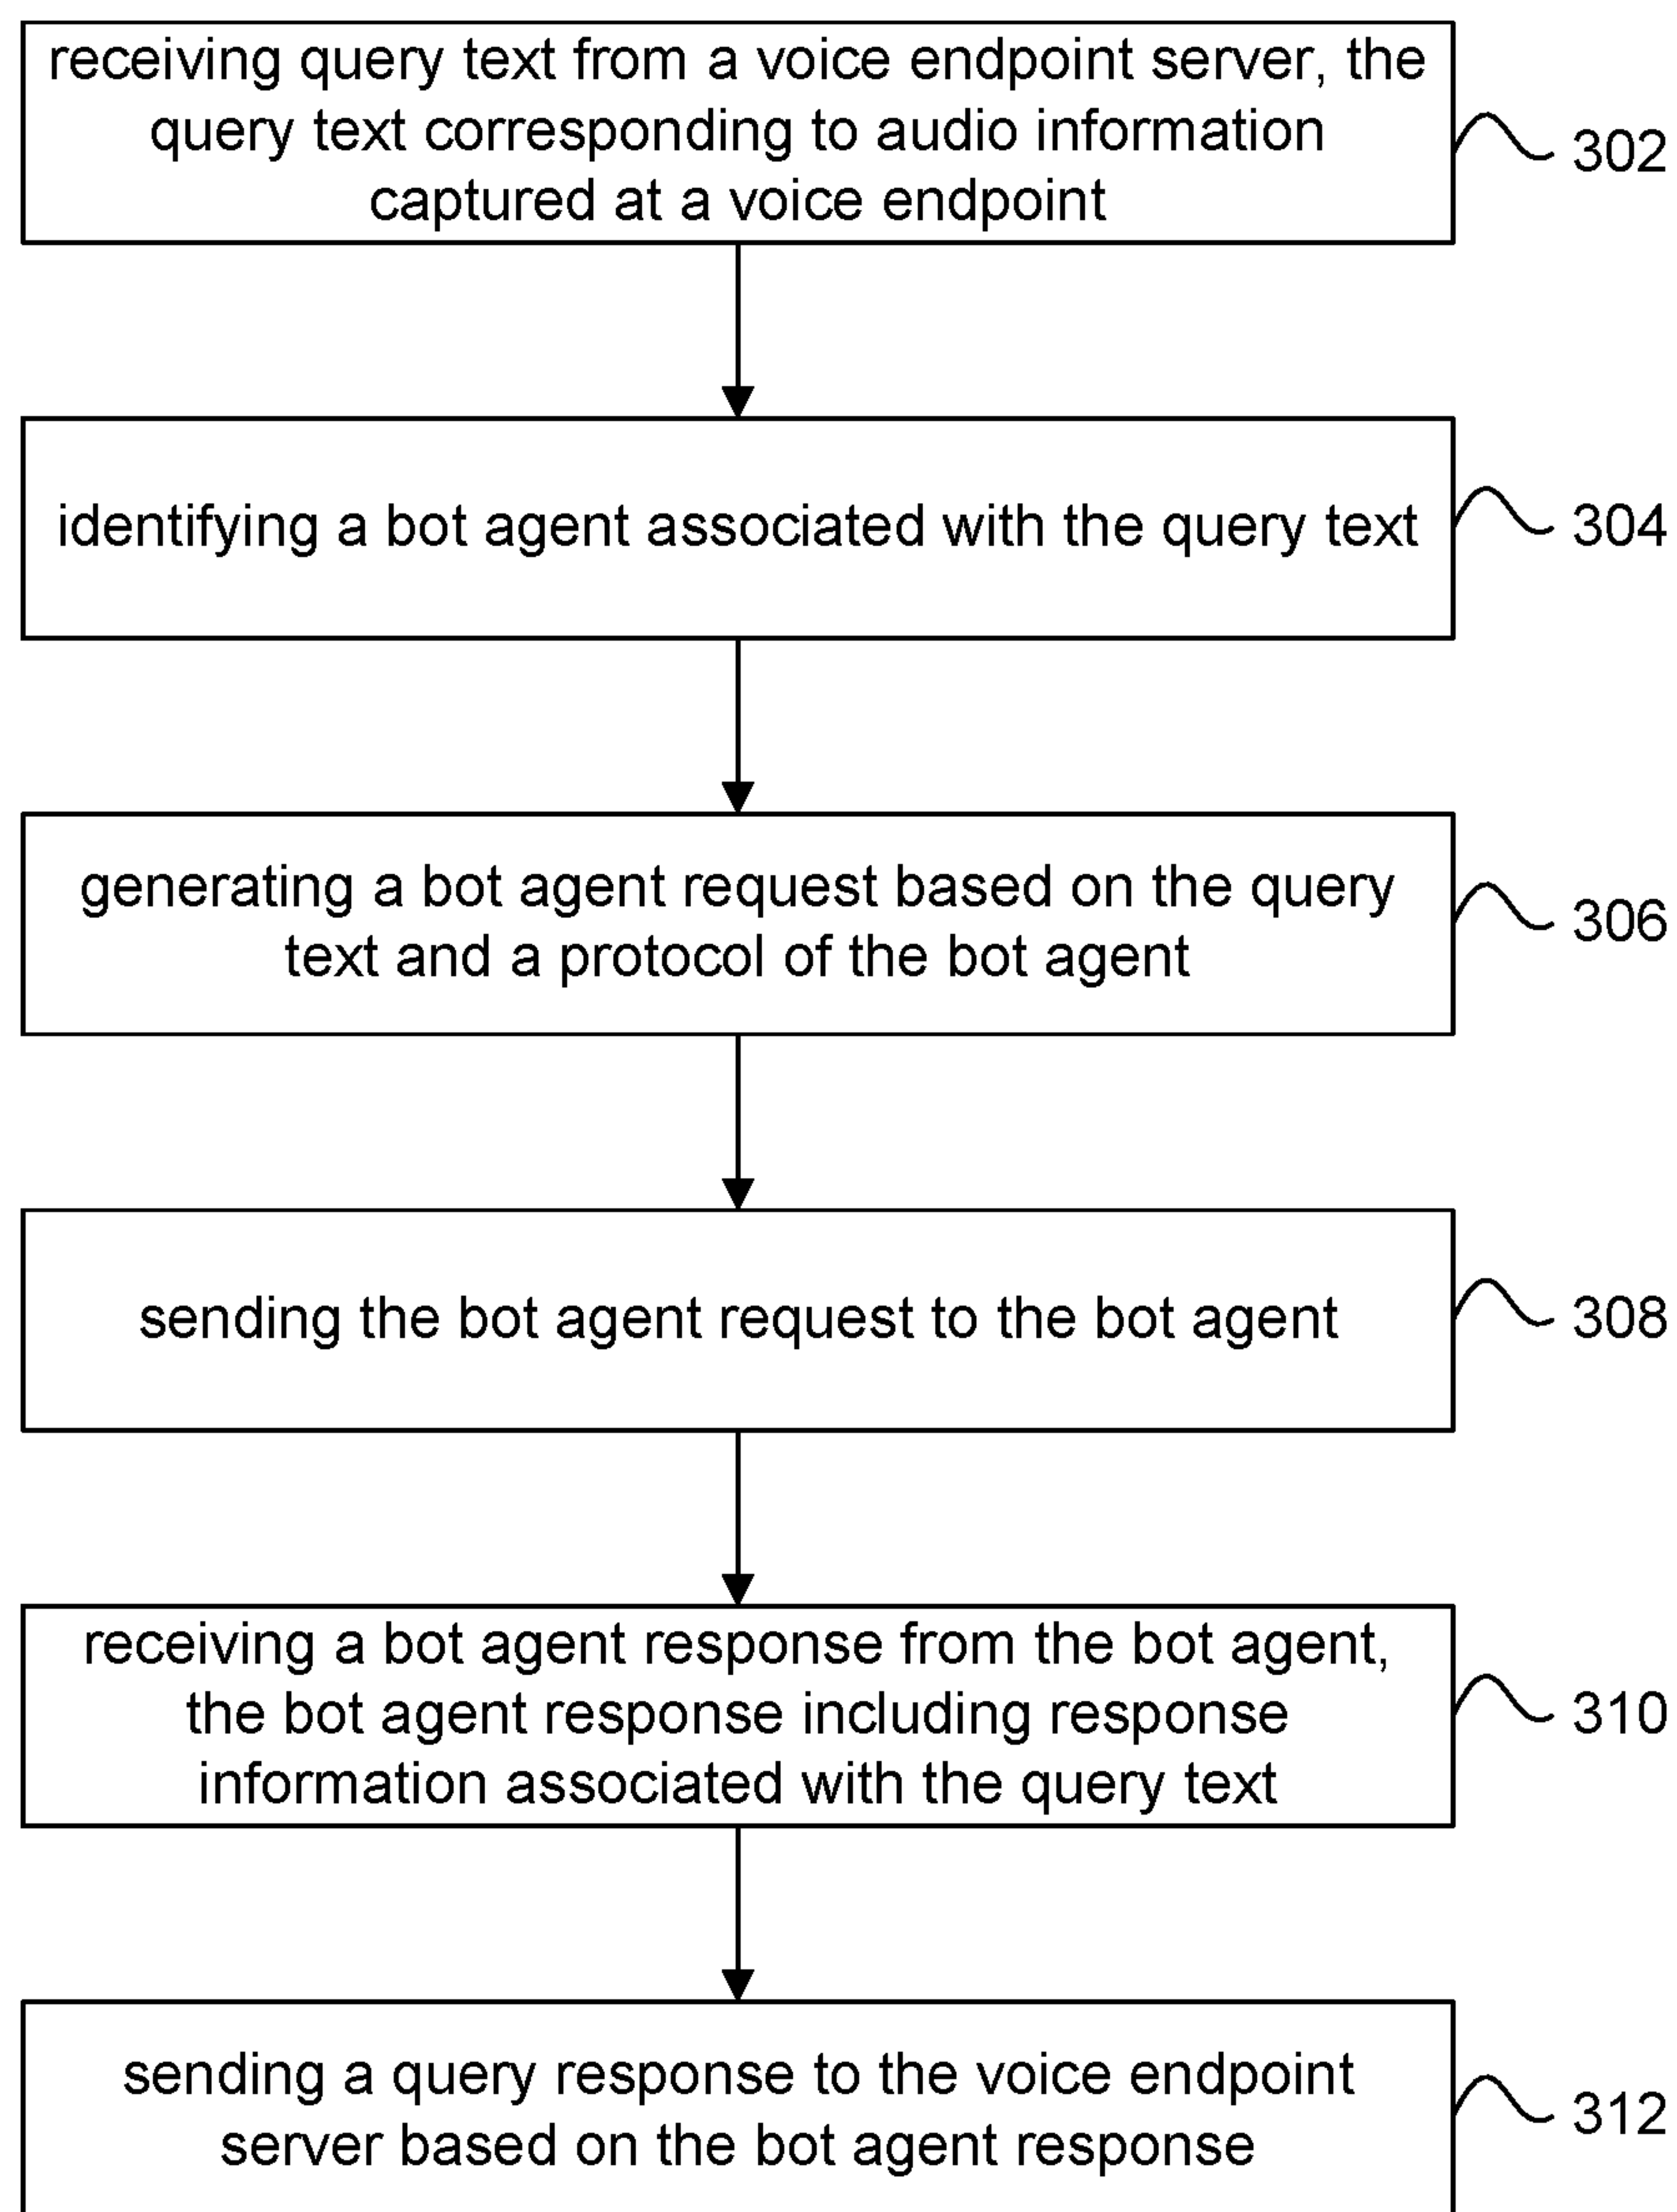 receiving query text from a voice endpoint server, the
query text corresponding to audio information
captured at a voice endpoint
302
identifying a bot agent associated with the query text
304
generating a bot agent request based on the query
text and a protocol of the bot agent
306
sending the bot agent request to the bot agent
308
receiving a bot agent response from the bot agent,
the bot agent response including response
information associated with the query text
310
sending a query response to the voice endpoint
server based on the bot agent response
312